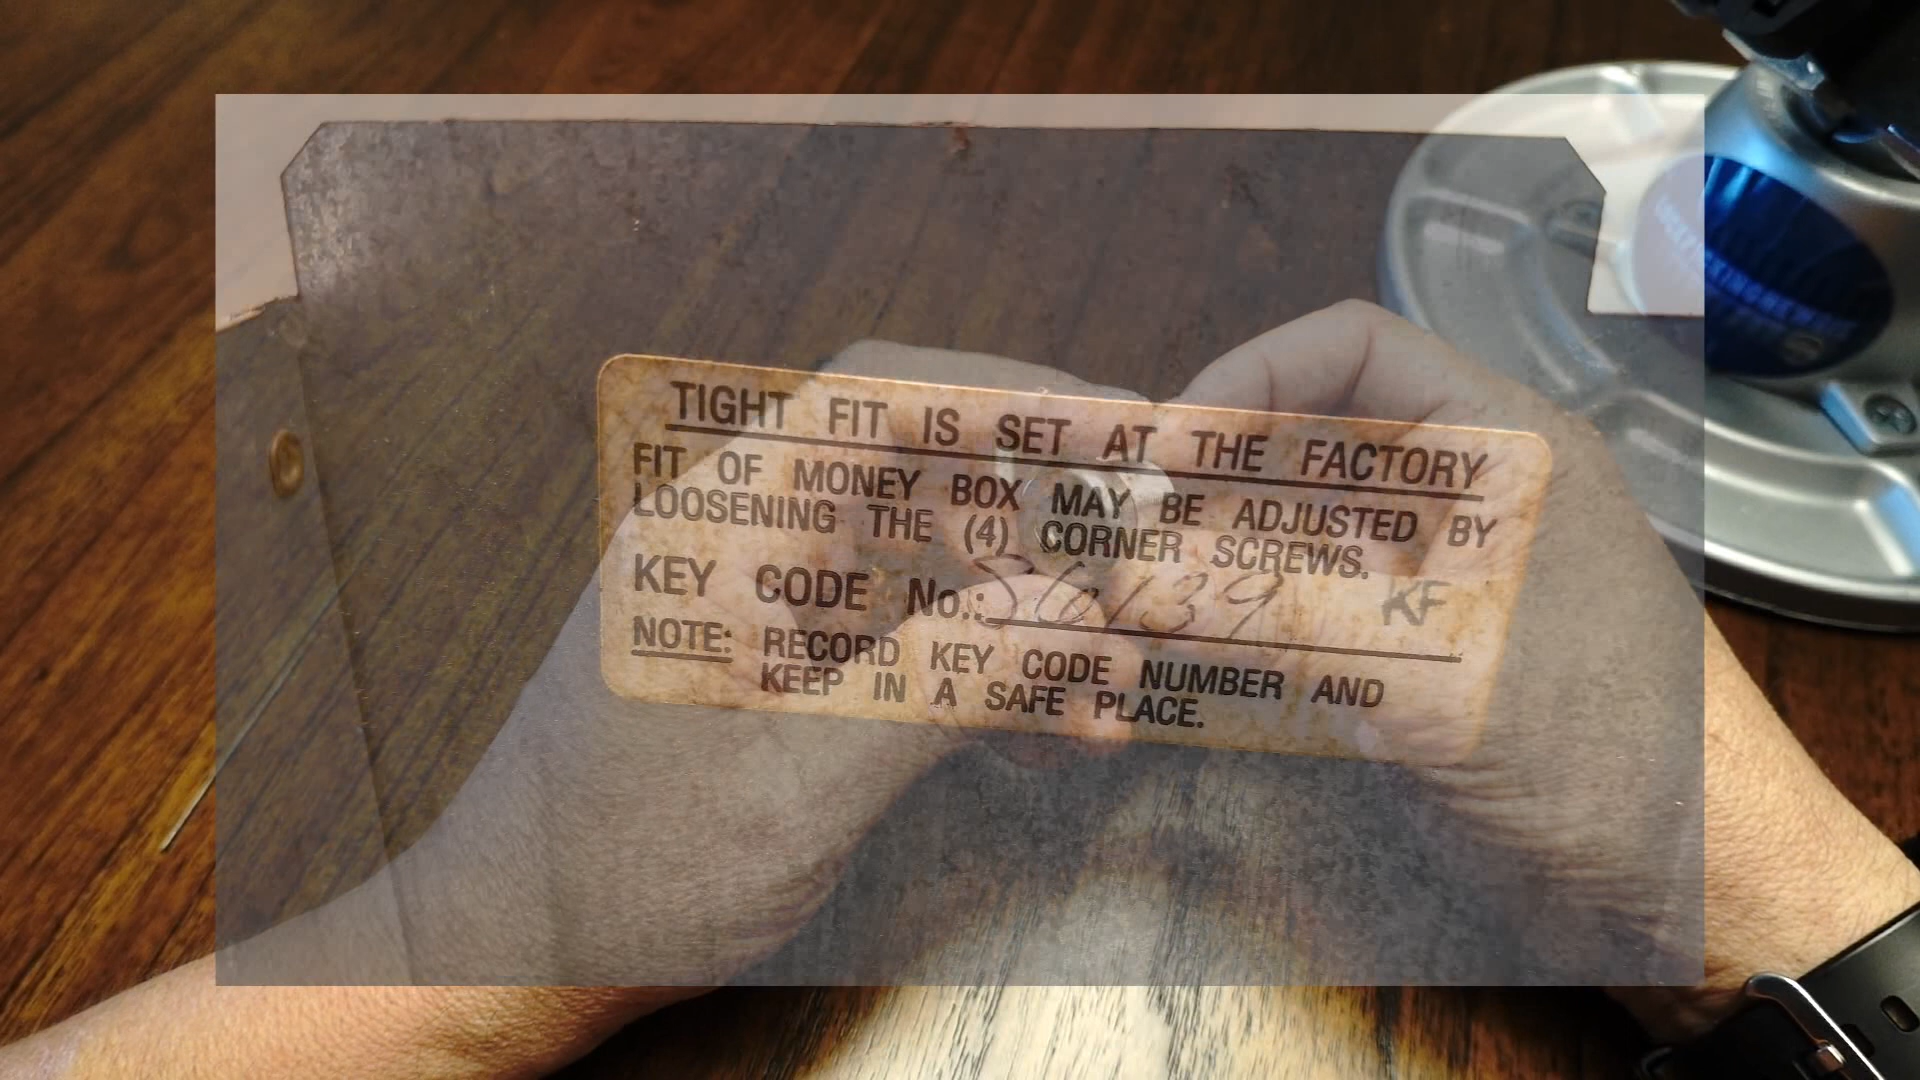 TIGHT FIT IS SET AT THE FACTORY
FIT OF MONEY BOX MAY BE ADJUSTED BY
LOOSENING THE (4) CORNER SCREWS.
KEY CODE No.: 36139 KF
NOTE: RECORD KEY CODE NUMBER AND
KEEP IN A SAFE PLACE.